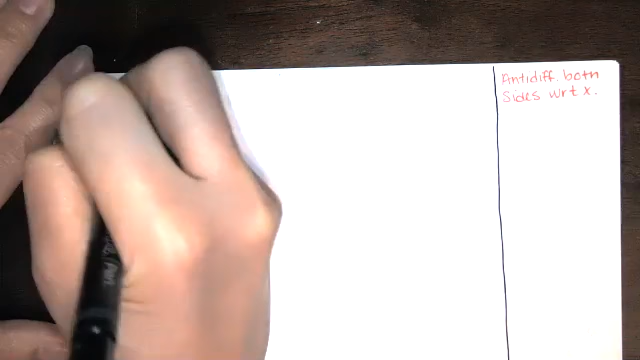 Antidiff. both
Sides wrt x.